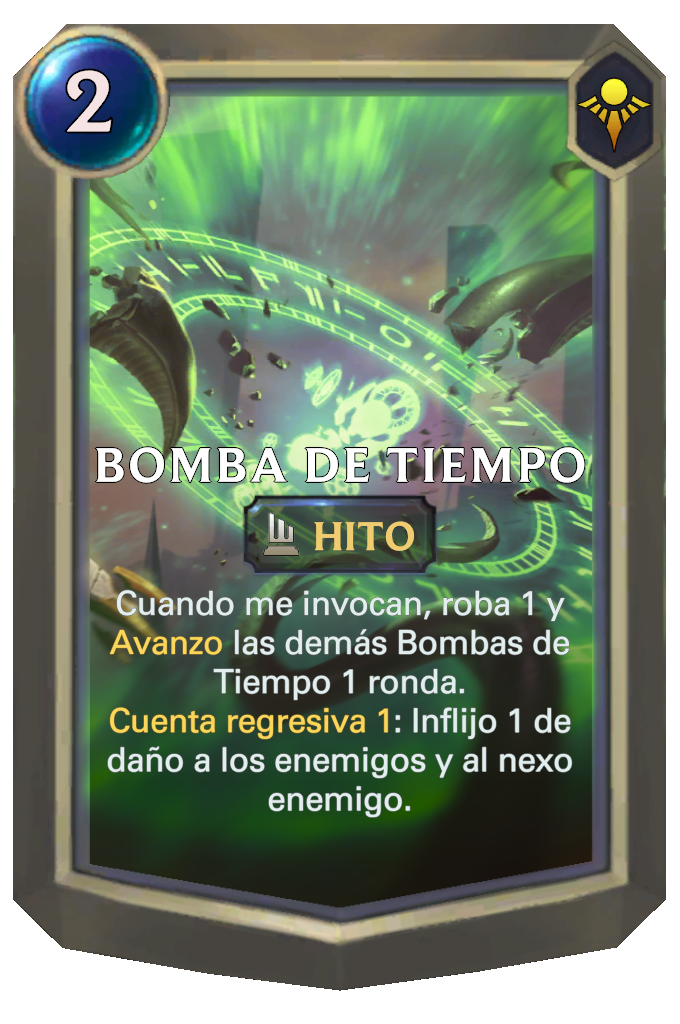 2
BOMBA DE TIEMPO
HITO
Cuando me invocan, roba 1 y
Avanzo las demás Bombas de
Tiempo 1 ronda.
Cuenta regresiva 1: Inflijo 1 de
daño a los enemigos y al nexo
enemigo.